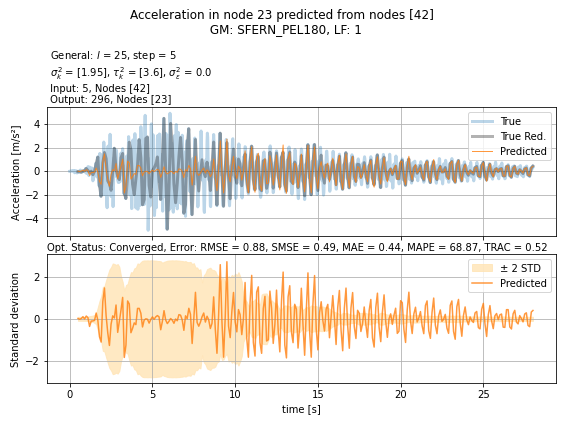 Acceleration in node 23 predicted from nodes [42]
GM: SFERN_PEL180, LF: 1
General: l = 25, step = 5
σ²ₖ = [1.95], τ²ₖ = [3.6], σ²ε = 0.0
Input: 5, Nodes [42]
Output: 296, Nodes [23]
Acceleration [m/s²]
4
2
0
−2
−4
True
True Red.
Predicted
Opt. Status: Converged, Error: RMSE = 0.88, SMSE = 0.49, MAE = 0.44, MAPE = 68.87, TRAC = 0.52
Standard deviation
2
0
−2
± 2 STD
Predicted
0
5
10
15
20
25
time [s]